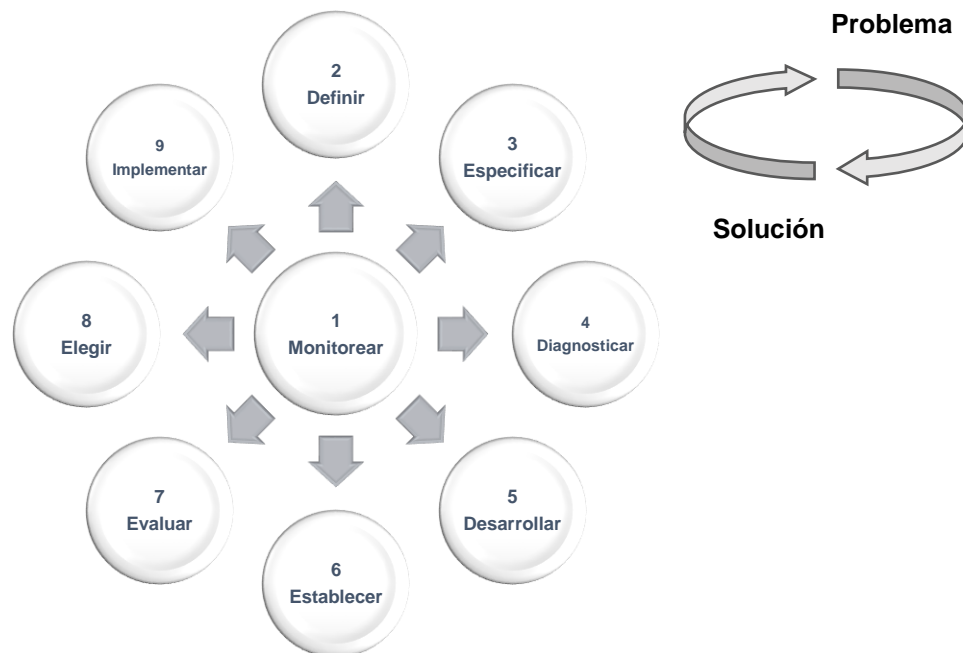 Problema
Solución
1
Monitorear
2
Definir
3
Especificar
4
Diagnosticar
5
Desarrollar
6
Establecer
7
Evaluar
8
Elegir
9
Implementar